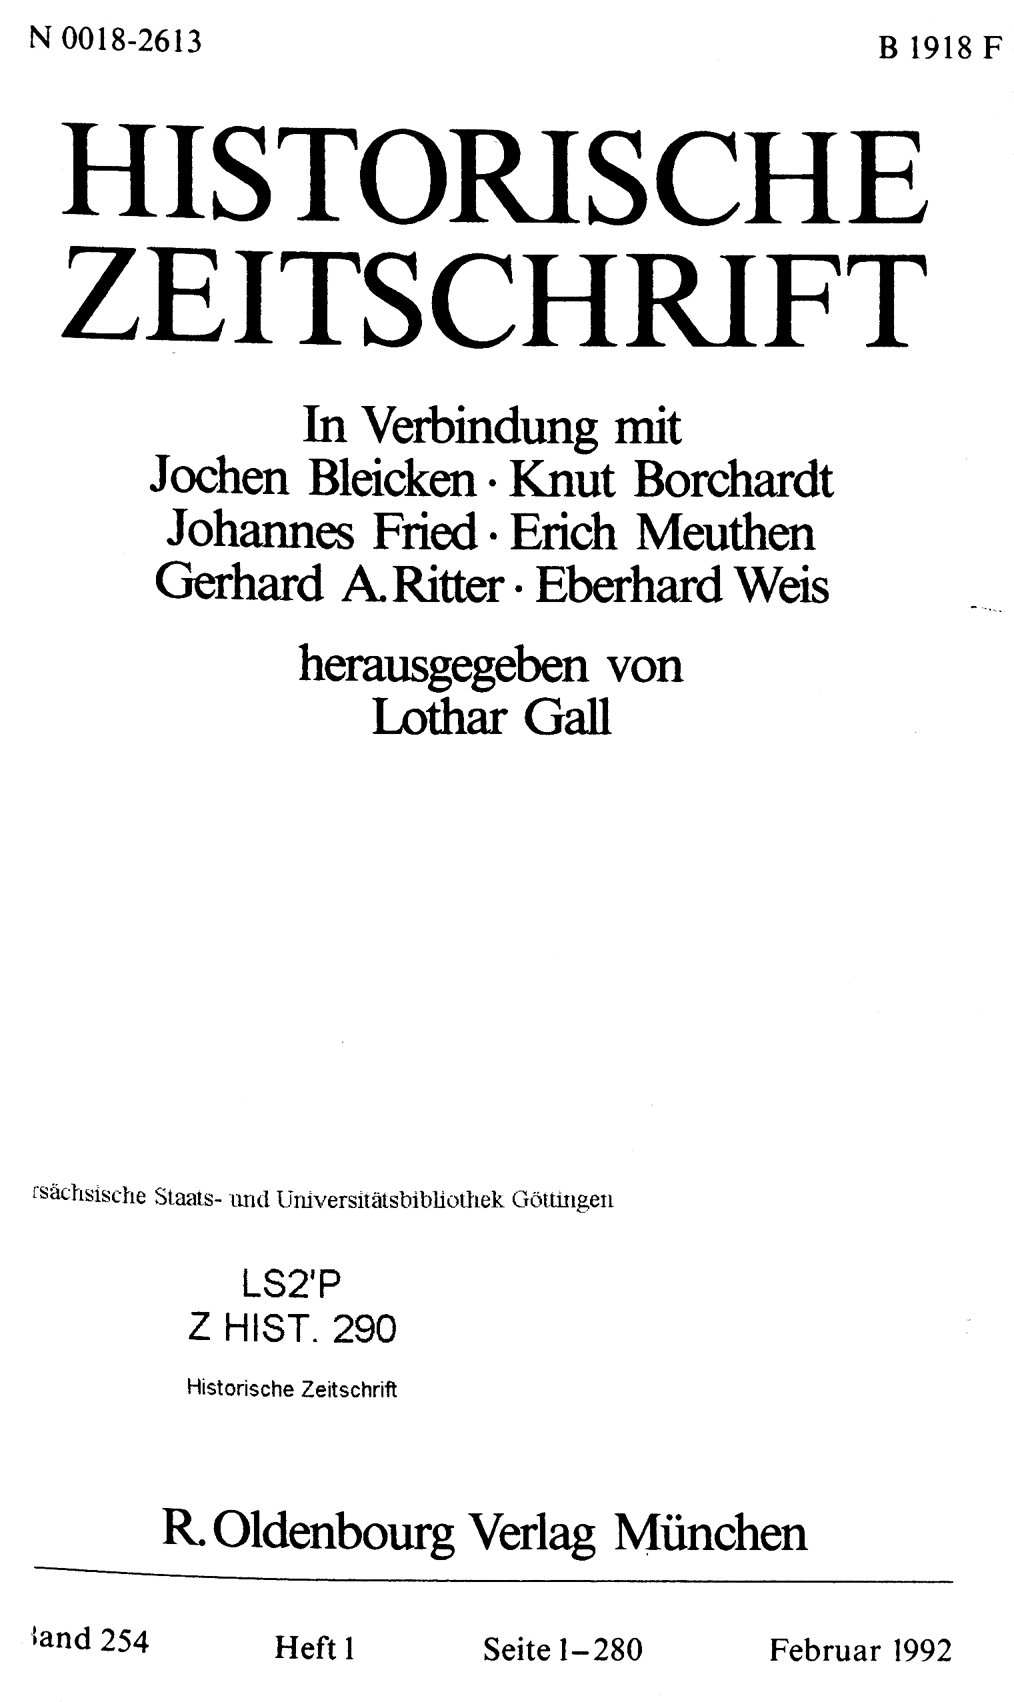 N 0018-2613
B 1918 F
HISTORISCHE
ZEITSCHRIFT
In Verbindung mit
Jochen Bleicken · Knut Borchardt
Johannes Fried · Erich Meuthen
Gerhard A. Ritter · Eberhard Weis
herausgegeben von
Lothar Gall
rsächsische Staats- und Universitätsbibliothek Göttingen
LS2'P
Z HIST. 290
Historische Zeitschrift
R. Oldenbourg Verlag München
and 254 Heft 1 Seite 1–280 Februar 1992